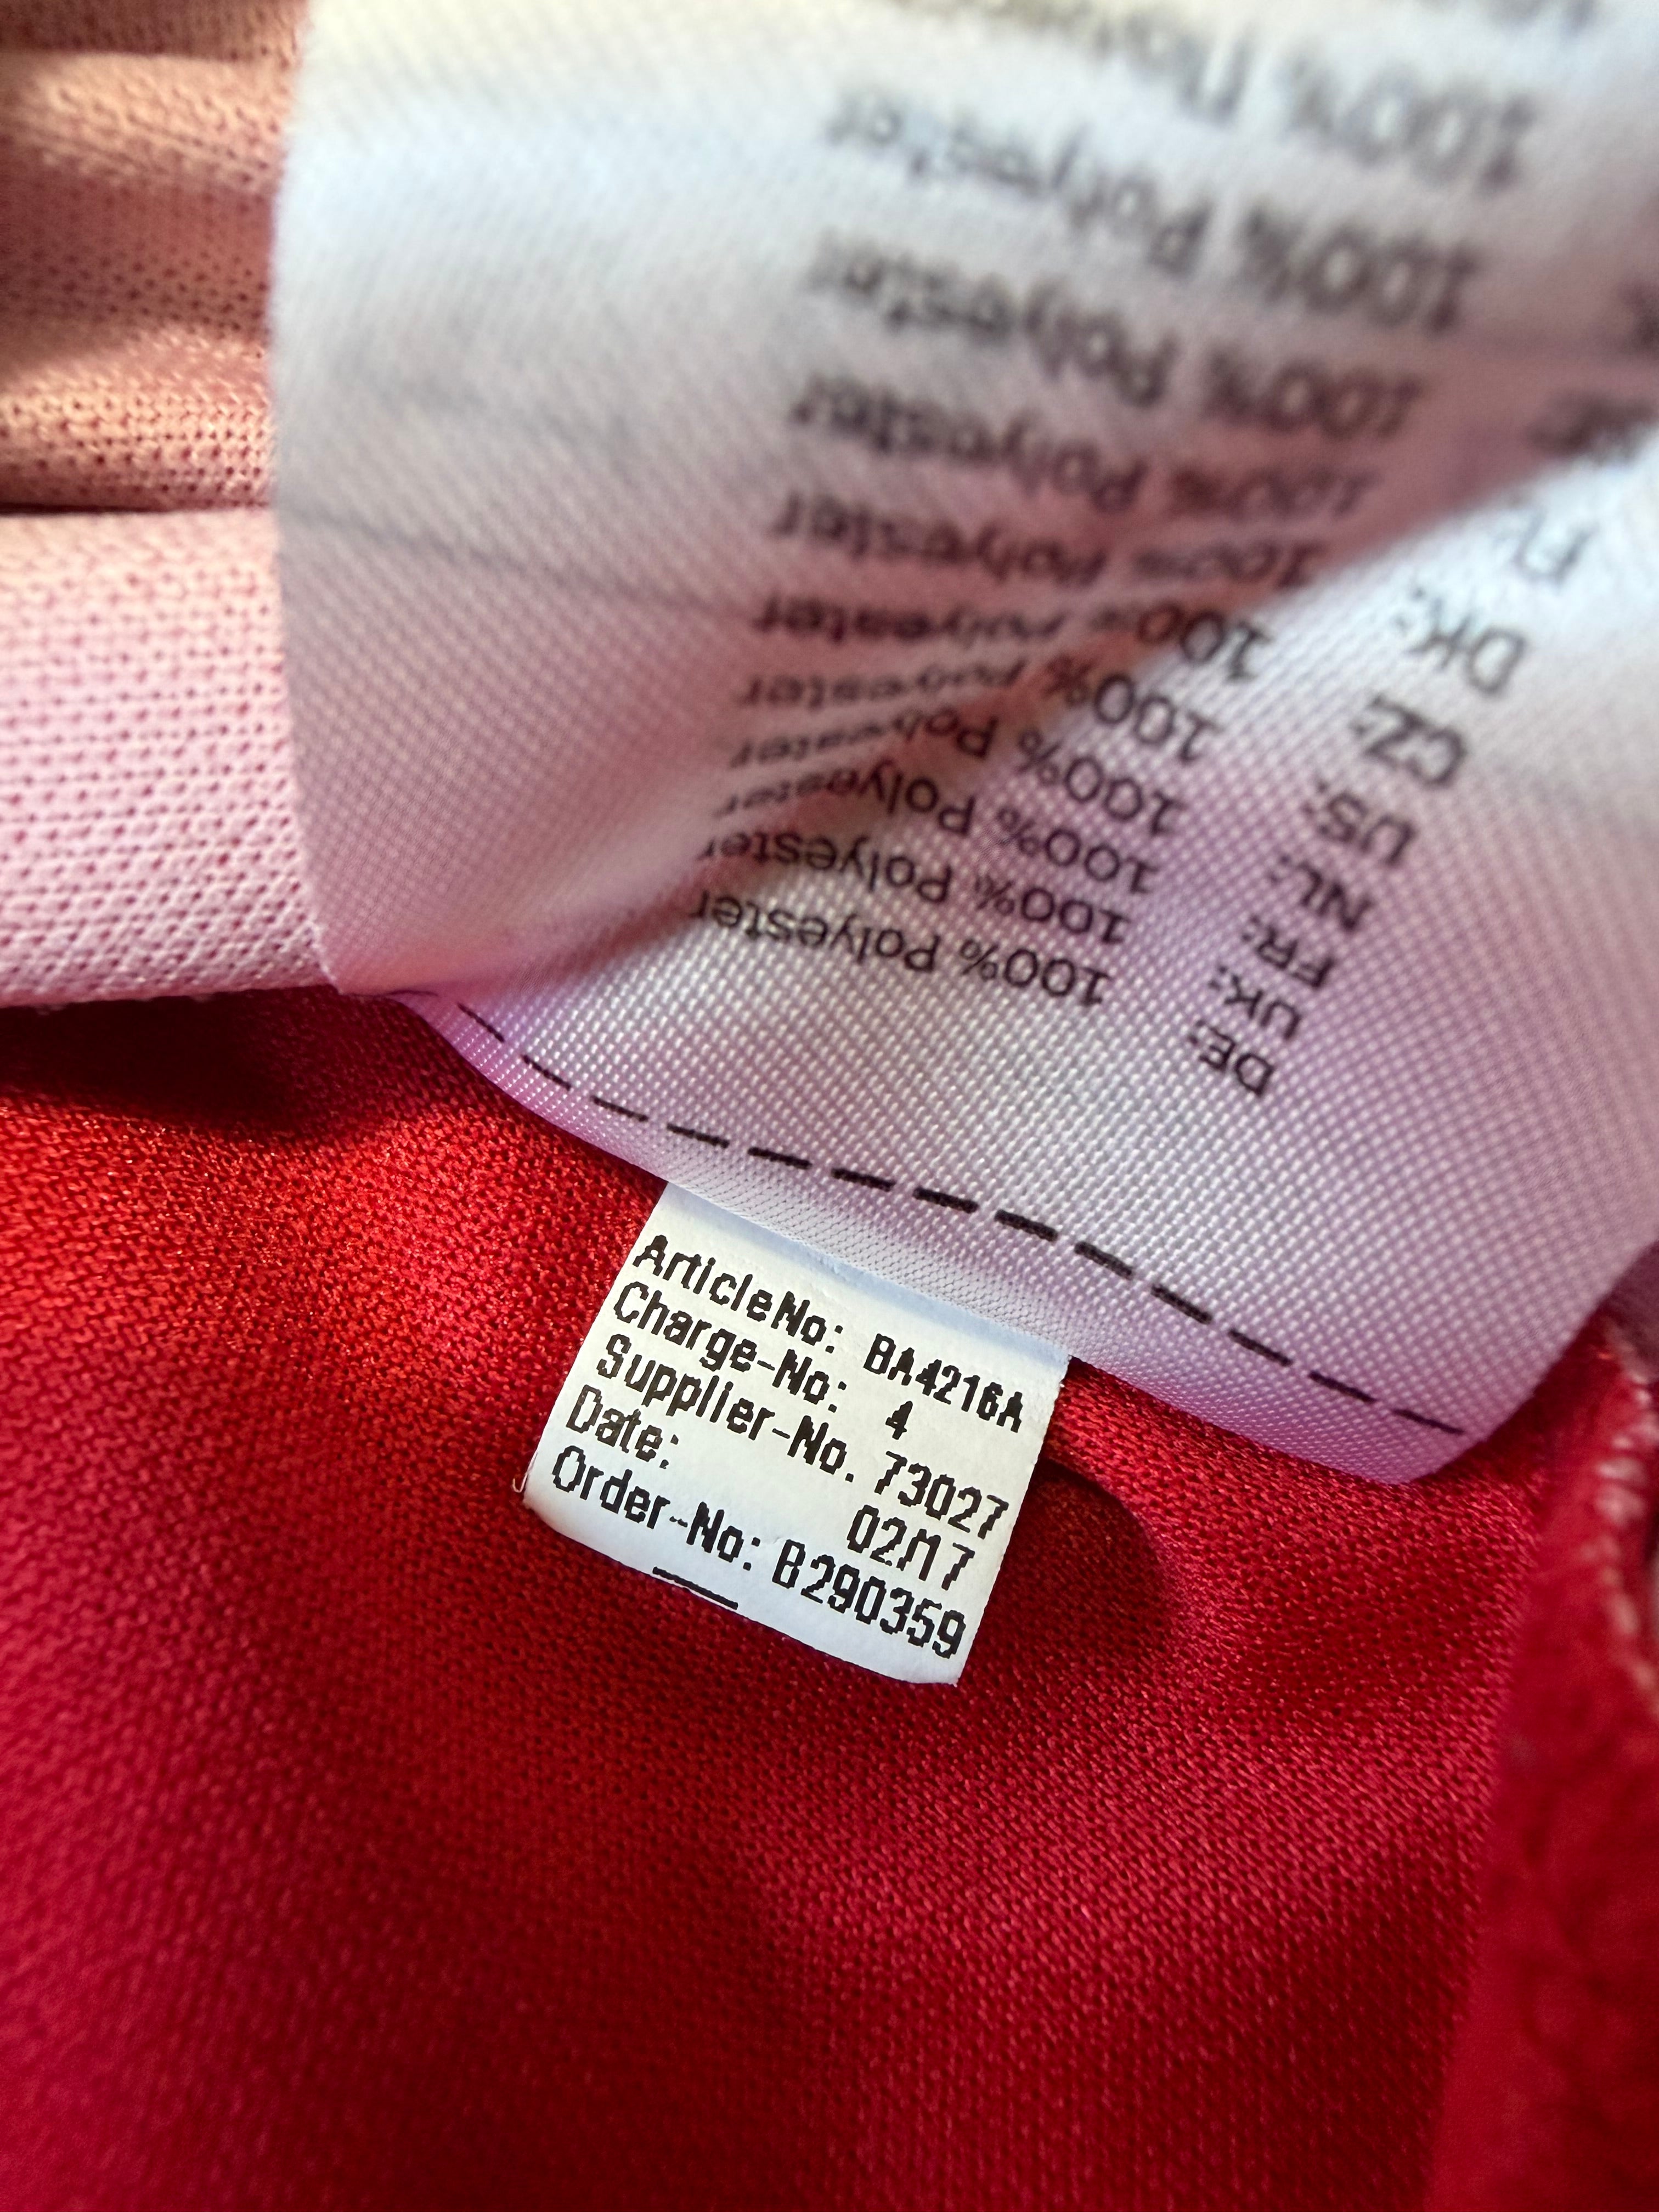 DE: 100% Polyester
UK: 100% Polyester
FR: 100% Polyester
NL: 100% Polyester
US: 100% Polyester
CZ: 100% Polyester
DK: 100% Polyester
100% Polyester
100% Polyester
100% Polyester
ArticleNo: BA4216A
Charge-No: 4
Supplier-No. 73027
Date: 02/17
Order-No: B290359